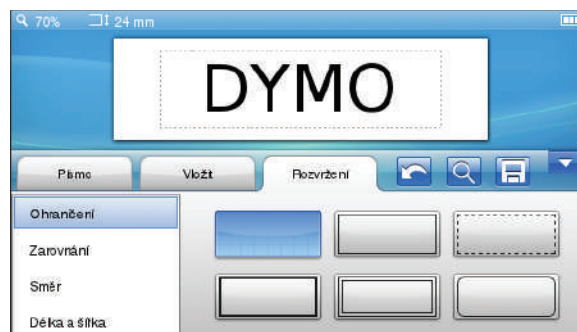 70% 24 mm
DYMO
Písmo Vložit Rozvržení
Ohraničení
Zarovnání
Směr
Délka a šířka